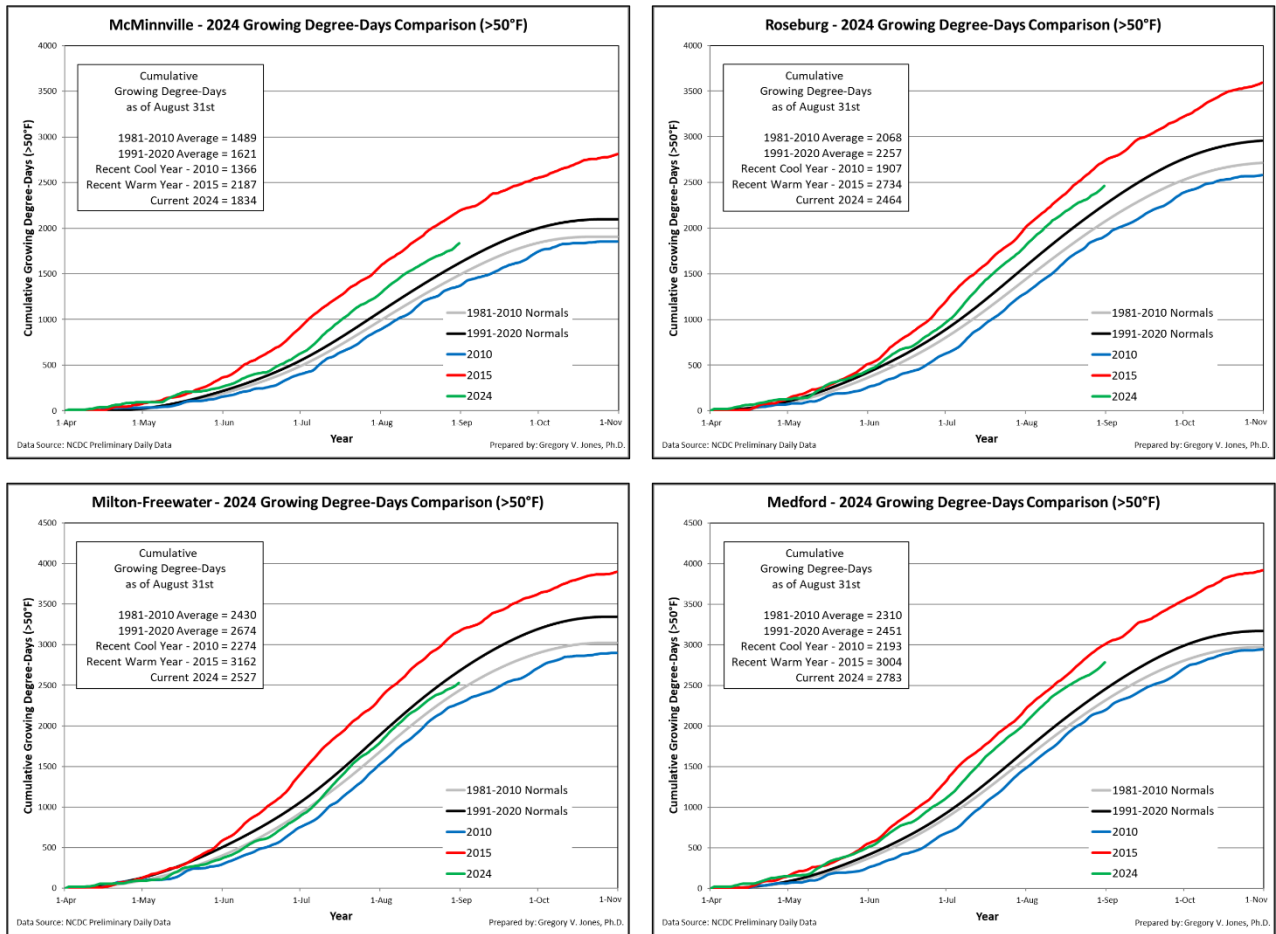 McMinnville - 2024 Growing Degree-Days Comparison (>50°F)
Cumulative Growing Degree-Days (>50°F)
4000
3500
3000
2500
2000
1500
1000
500
0
Cumulative
Growing Degree-Days
as of August 31st
1981-2010 Average = 1489
1991-2020 Average = 1621
Recent Cool Year - 2010 = 1366
Recent Warm Year - 2015 = 2187
Current 2024 = 1834
1981-2010 Normals
1991-2020 Normals
2010
2015
2024
1-Apr 1-May 1-Jun 1-Jul 1-Aug 1-Sep 1-Oct 1-Nov
Year
Data Source: NCDC Preliminary Daily Data
Prepared by: Gregory V. Jones, Ph.D.
Roseburg - 2024 Growing Degree-Days Comparison (>50°F)
Cumulative Growing Degree-Days (>50°F)
4000
3500
3000
2500
2000
1500
1000
500
0
Cumulative
Growing Degree-Days
as of August 31st
1981-2010 Average = 2068
1991-2020 Average = 2257
Recent Cool Year - 2010 = 1907
Recent Warm Year - 2015 = 2734
Current 2024 = 2464
1981-2010 Normals
1991-2020 Normals
2010
2015
2024
1-Apr 1-May 1-Jun 1-Jul 1-Aug 1-Sep 1-Oct 1-Nov
Year
Data Source: NCDC Preliminary Daily Data
Prepared by: Gregory V. Jones, Ph.D.
Milton-Freewater - 2024 Growing Degree-Days Comparison (>50°F)
Cumulative Growing Degree-Days (>50°F)
4500
4000
3500
3000
2500
2000
1500
1000
500
0
Cumulative
Growing Degree-Days
as of August 31st
1981-2010 Average = 2430
1991-2020 Average = 2674
Recent Cool Year - 2010 = 2274
Recent Warm Year - 2015 = 3162
Current 2024 = 2527
1981-2010 Normals
1991-2020 Normals
2010
2015
2024
1-Apr 1-May 1-Jun 1-Jul 1-Aug 1-Sep 1-Oct 1-Nov
Year
Data Source: NCDC Preliminary Daily Data
Prepared by: Gregory V. Jones, Ph.D.
Medford - 2024 Growing Degree-Days Comparison (>50°F)
Cumulative Growing Degree-Days (>50°F)
4500
4000
3500
3000
2500
2000
1500
1000
500
0
Cumulative
Growing Degree-Days
as of August 31st
1981-2010 Average = 2310
1991-2020 Average = 2451
Recent Cool Year - 2010 = 2193
Recent Warm Year - 2015 = 3004
Current 2024 = 2783
1981-2010 Normals
1991-2020 Normals
2010
2015
2024
1-Apr 1-May 1-Jun 1-Jul 1-Aug 1-Sep 1-Oct 1-Nov
Year
Data Source: NCDC Preliminary Daily Data
Prepared by: Gregory V. Jones, Ph.D.